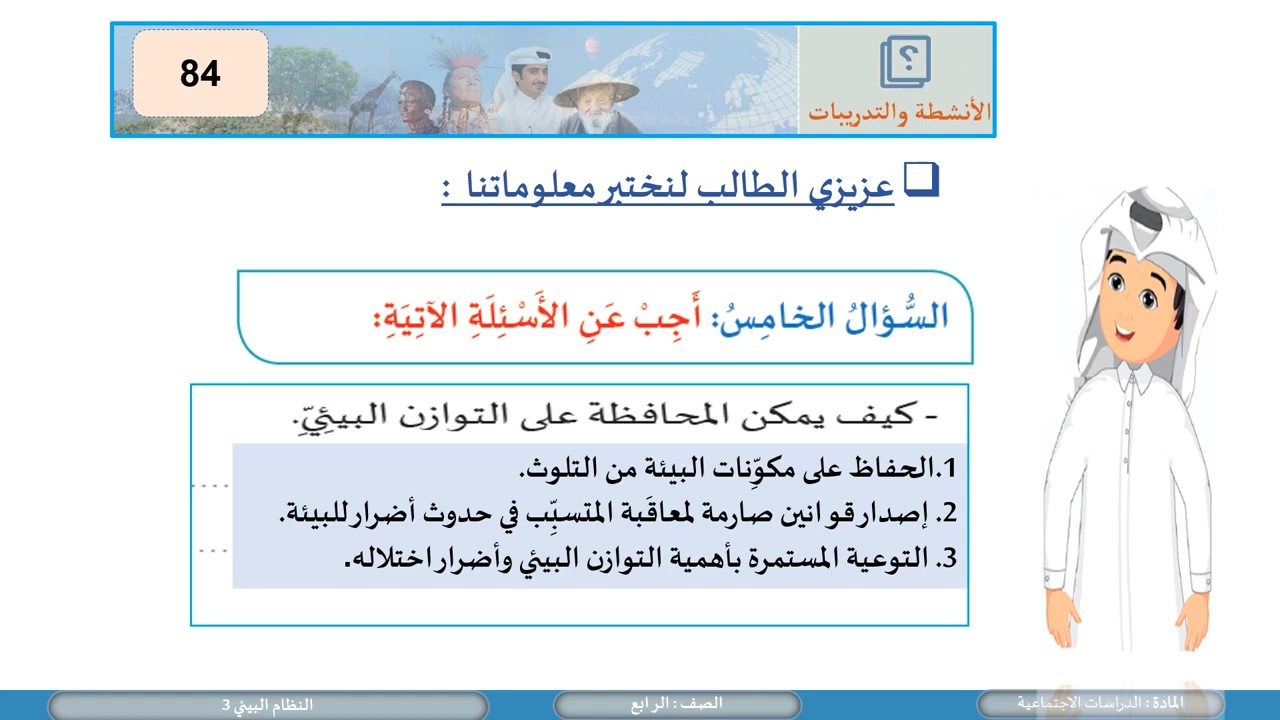 84
الأنشطة والتدريبات
عزيزي الطالب لنختبر معلوماتنا :
السُّؤالُ الخامِسُ: أَجِبْ عَنِ الأَسْئِلَةِ الآتِيَةِ:
- كيف يمكن المحافظة على التوازن البيئِيِّ.
1.الحفاظ على مكوِّنات البيئة من التلوث.
2. إصدار قوانين صارمة لمعاقَبة المتسبِّب في حدوث أضرار للبيئة.
3. التوعية المستمرة بأهمية التوازن البيئي وأضرار اختلاله.
المادة : الدراسات الاجتماعية
الصف : الرابع
النظام البيئي 3